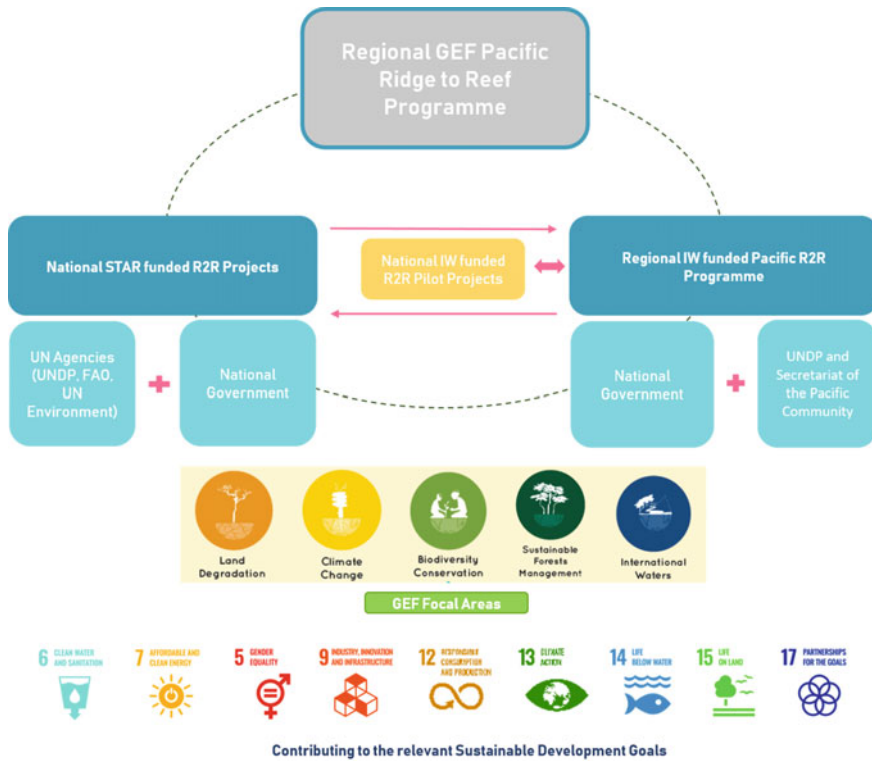 Regional GEF Pacific
Ridge to Reef
Programme
National STAR funded R2R Projects
National IW funded
R2R Pilot Projects
Regional IW funded Pacific R2R
Programme
UN Agencies
(UNDP, FAO,
UN
Environment)
National
Government
National
Government
UNDP and
Secretariat of
the Pacific
Community
Land
Degradation
Climate
Change
Biodiversity
Conservation
Sustainable
Forests
Management
International
Waters
GEF Focal Areas
6 CLEAN WATER
AND SANITATION
7 AFFORDABLE AND
CLEAN ENERGY
5 GENDER
EQUALITY
9 INDUSTRY, INNOVATION
AND INFRASTRUCTURE
12 RESPONSIBLE
CONSUMPTION
AND PRODUCTION
13 CLIMATE
ACTION
14 LIFE
BELOW WATER
15 LIFE
ON LAND
17 PARTNERSHIPS
FOR THE GOALS
Contributing to the relevant Sustainable Development Goals